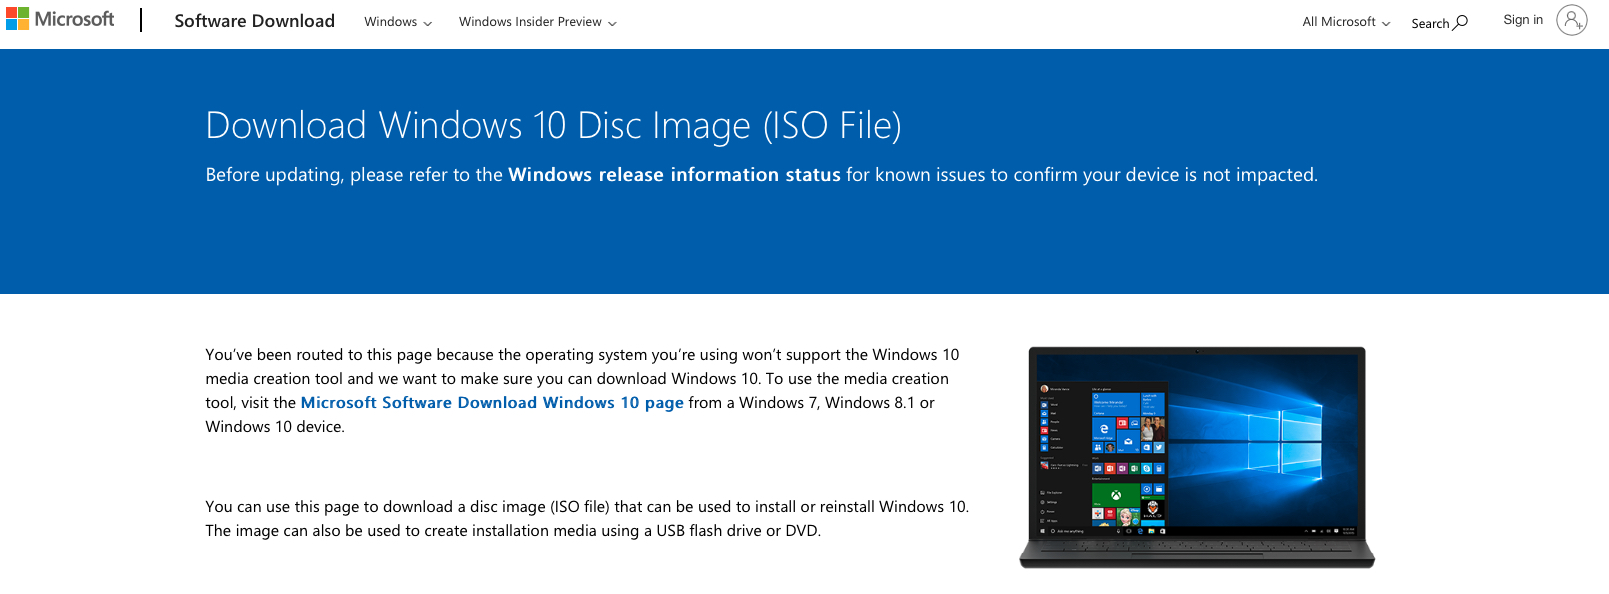 Microsoft
Software Download
Windows
Windows Insider Preview
All Microsoft
Search
Sign in
Download Windows 10 Disc Image (ISO File)
Before updating, please refer to the Windows release information status for known issues to confirm your device is not impacted.
You’ve been routed to this page because the operating system you’re using won’t support the Windows 10
media creation tool and we want to make sure you can download Windows 10. To use the media creation
tool, visit the Microsoft Software Download Windows 10 page from a Windows 7, Windows 8.1 or
Windows 10 device.
You can use this page to download a disc image (ISO file) that can be used to install or reinstall Windows 10.
The image can also be used to create installation media using a USB flash drive or DVD.